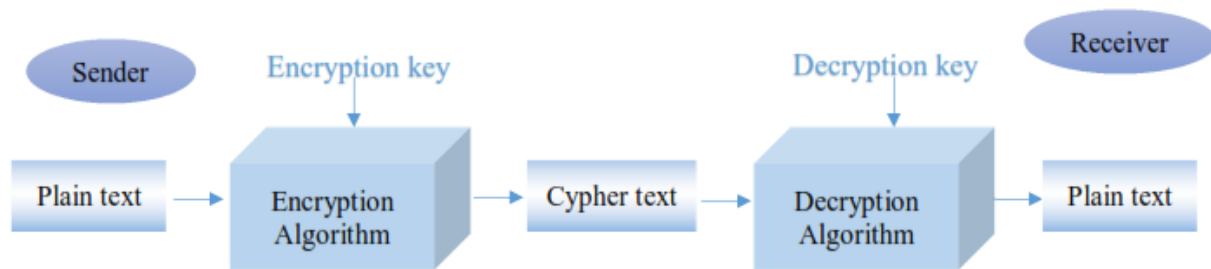 Sender
Encryption key
Decryption key
Receiver
Plain text
Encryption
Algorithm
Cypher text
Decryption
Algorithm
Plain text